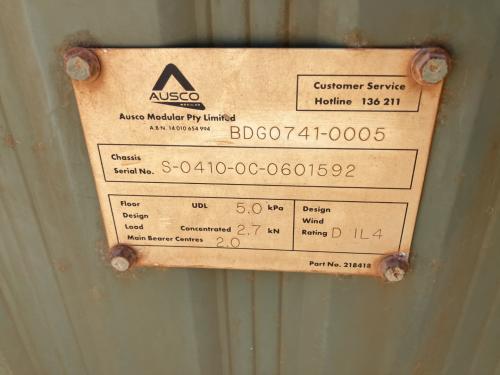 AUSCO
MODULAR
Ausco Modular Pty Limited
A.B.N. 14 010 654 994
Customer Service
Hotline 136 211
BDG0741-0005
Chassis
Serial No. S-0410-0C-0601592
Floor UDL 5.0 kPa
Design
Load Concentrated 2.7 kN
Main Bearer Centres 2.0
Design
Wind
Rating D IL4
Part No. 218418